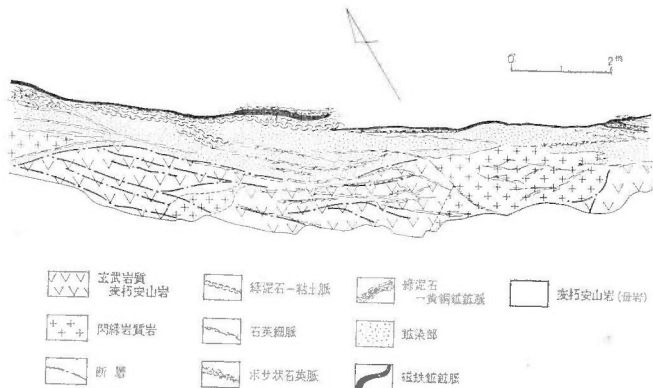 0 2m
玄武岩質
変朽安山岩
緑泥石-粘土脈
緑泥石
-黄銅鉱鉱脈
変朽安山岩(母岩)
閃緑岩質岩
石英細脈
鉱染部
断層
ボサ状石英脈
磁鉄鉱鉱脈